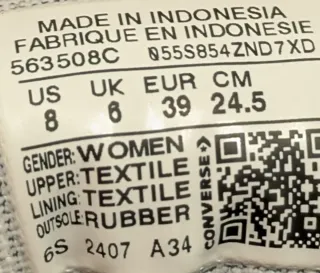 MADE IN INDONESIA
FABRIQUE EN INDONESIE
563508C 055S854ZND7XD
US UK EUR CM
8 6 39 24.5
GENDER: WOMEN
UPPER: TEXTILE
LINING: TEXTILE
OUTSOLE: RUBBER
CONVERSE
6S 2407 A34